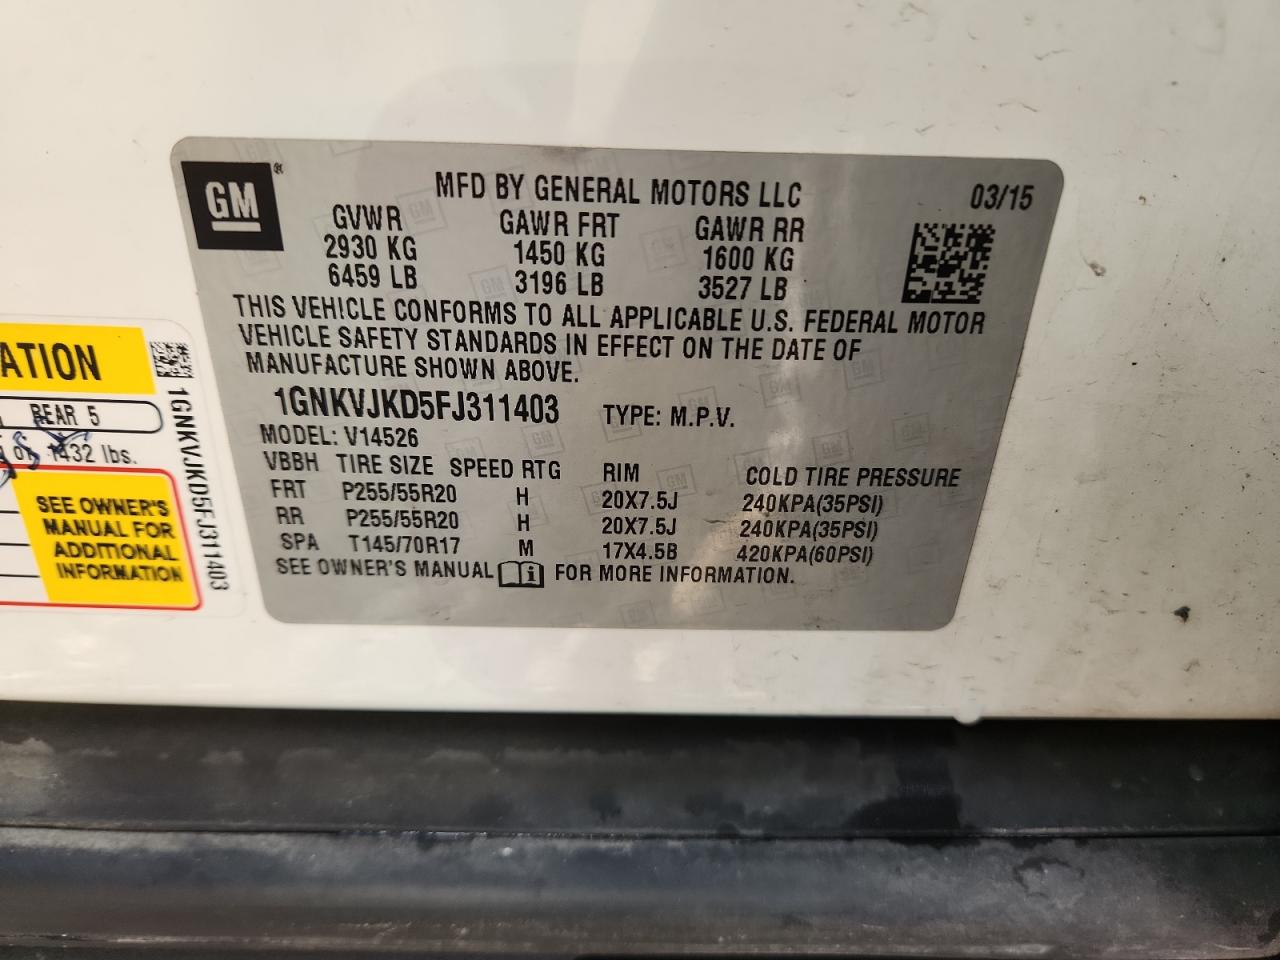 GM
MFD BY GENERAL MOTORS LLC 03/15
GVWR GAWR FRT GAWR RR
2930 KG 1450 KG 1600 KG
6459 LB 3196 LB 3527 LB
THIS VEHICLE CONFORMS TO ALL APPLICABLE U.S. FEDERAL MOTOR
VEHICLE SAFETY STANDARDS IN EFFECT ON THE DATE OF
MANUFACTURE SHOWN ABOVE.
1GNKVJKD5FJ311403 TYPE: M.P.V.
MODEL: V14526
VBBH TIRE SIZE SPEED RTG RIM COLD TIRE PRESSURE
FRT P255/55R20 H 20X7.5J 240KPA(35PSI)
RR P255/55R20 H 20X7.5J 240KPA(35PSI)
SPA T145/70R17 M 17X4.5B 420KPA(60PSI)
SEE OWNER'S MANUAL FOR MORE INFORMATION.
ATION
REAR 5
1432 lbs.
SEE OWNER'S
MANUAL FOR
ADDITIONAL
INFORMATION
1GNKVJKD5FJ311403